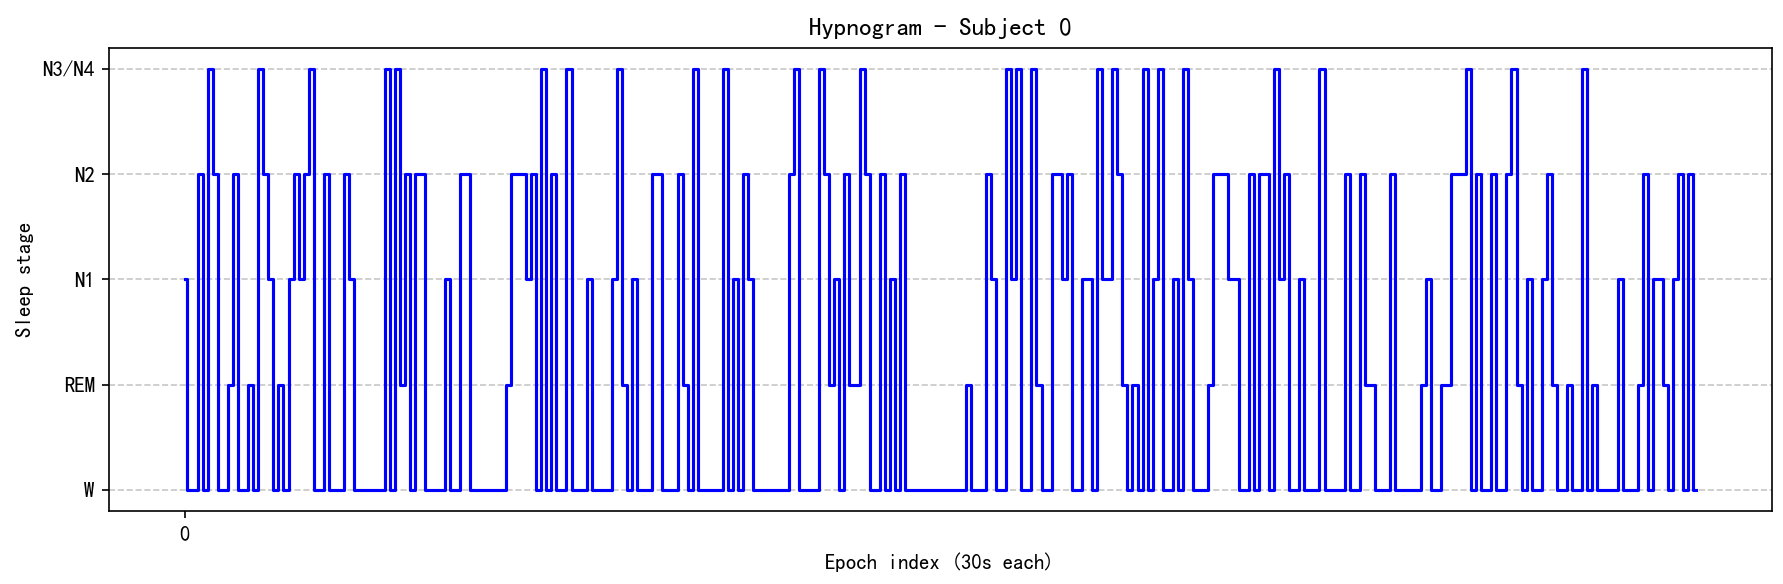 Hypnogram - Subject 0
N3/N4
N2
N1
REM
W
Sleep stage
0
Epoch index (30s each)